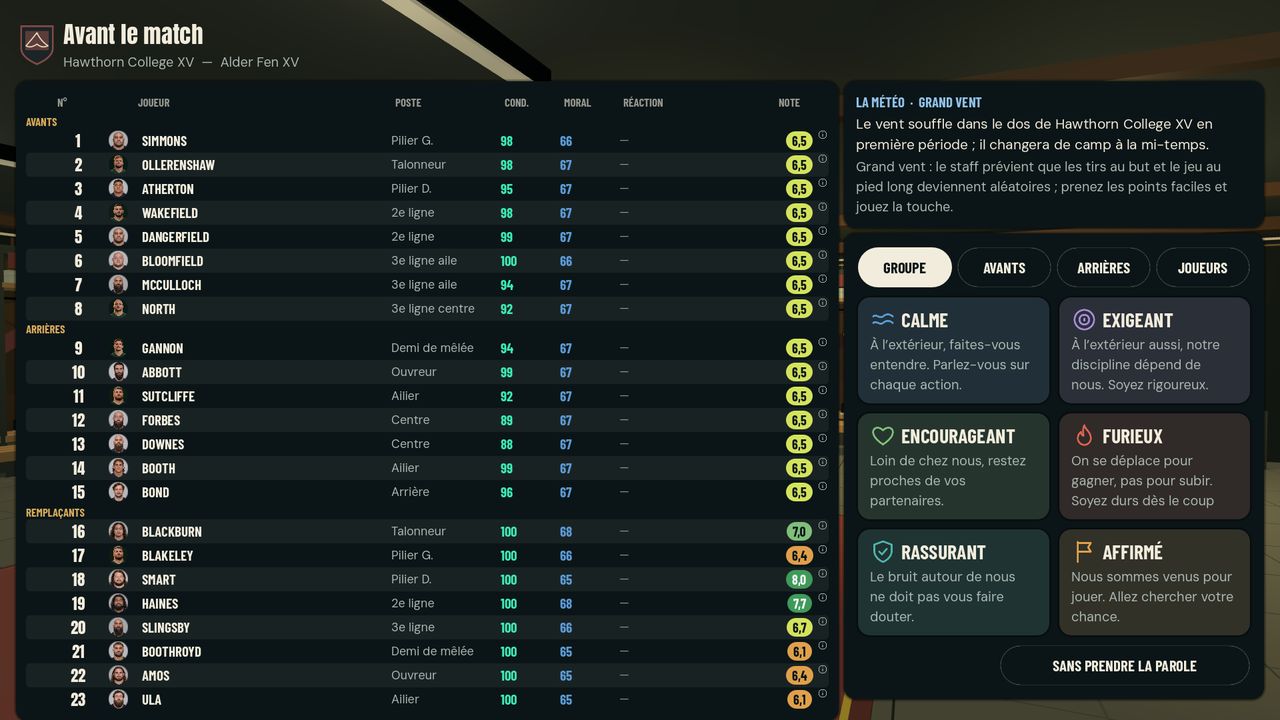 Avant le match
Hawthorn College XV — Alder Fen XV
N° JOUEUR POSTE COND. MORAL RÉACTION NOTE
AVANTS
1 SIMMONS Pilier G. 98 66 — 6,5
2 OLLERENSHAW Talonneur 98 67 — 6,5
3 ATHERTON Pilier D. 95 67 — 6,5
4 WAKEFIELD 2e ligne 98 67 — 6,5
5 DANGERFIELD 2e ligne 99 67 — 6,5
6 BLOOMFIELD 3e ligne aile 100 66 — 6,5
7 MCCULLOCH 3e ligne aile 94 67 — 6,5
8 NORTH 3e ligne centre 92 67 — 6,5
ARRIÈRES
9 GANNON Demi de mêlée 94 67 — 6,5
10 ABBOTT Ouvreur 99 67 — 6,5
11 SUTCLIFFE Ailier 92 67 — 6,5
12 FORBES Centre 89 67 — 6,5
13 DOWNES Centre 88 67 — 6,5
14 BOOTH Ailier 99 67 — 6,5
15 BOND Arrière 96 67 — 6,5
REMPLAÇANTS
16 BLACKBURN Talonneur 100 68 — 7,0
17 BLAKELEY Pilier G. 100 66 — 6,4
18 SMART Pilier D. 100 65 — 8,0
19 HAINES 2e ligne 100 68 — 7,7
20 SLINGSBY 3e ligne 100 66 — 6,7
21 BOOTHROYD Demi de mêlée 100 65 — 6,1
22 AMOS Ouvreur 100 65 — 6,4
23 ULA Ailier 100 65 — 6,1
LA MÉTÉO · GRAND VENT
Le vent souffle dans le dos de Hawthorn College XV en
première période ; il changera de camp à la mi-temps.
Grand vent : le staff prévient que les tirs au but et le jeu au
pied long deviennent aléatoires ; prenez les points faciles et
jouez la touche.
GROUPE AVANTS ARRIÈRES JOUEURS
CALME
À l'extérieur, faites-vous
entendre. Parlez-vous sur
chaque action.
EXIGEANT
À l'extérieur aussi, notre
discipline dépend de
nous. Soyez rigoureux.
ENCOURAGEANT
Loin de chez nous, restez
proches de vos
partenaires.
FURIEUX
On se déplace pour
gagner, pas pour subir.
Soyez durs dès le coup
RASSURANT
Le bruit autour de nous
ne doit pas vous faire
douter.
AFFIRMÉ
Nous sommes venus pour
jouer. Allez chercher votre
chance.
SANS PRENDRE LA PAROLE